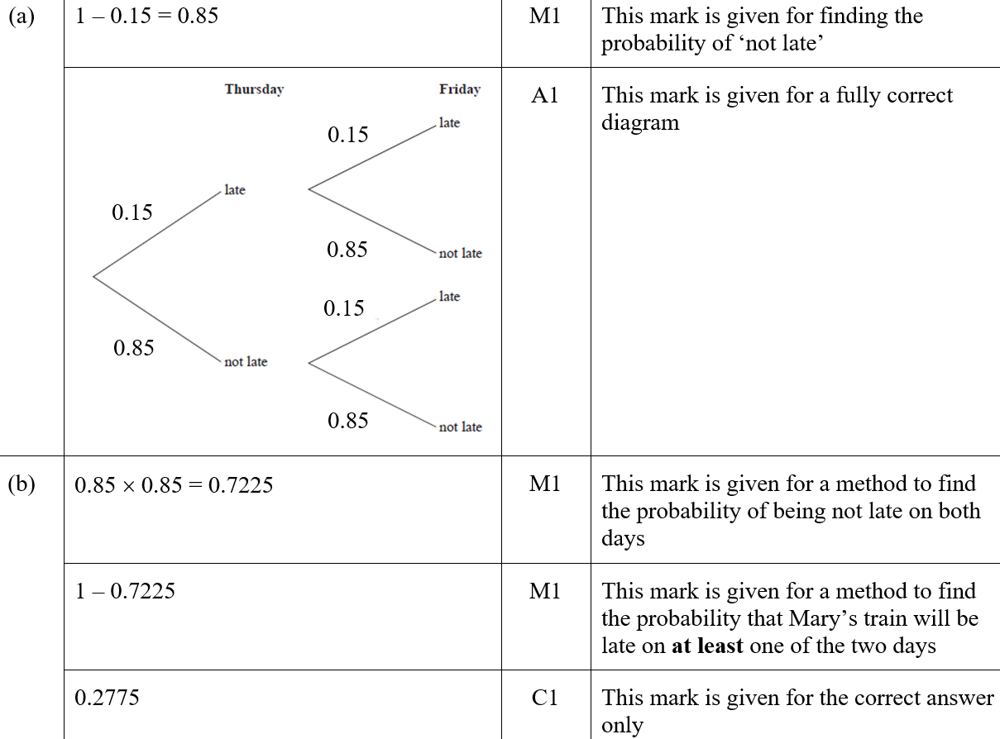 (a) 1 – 0.15 = 0.85 M1 This mark is given for finding the
probability of ‘not late’
Thursday Friday
A1 This mark is given for a fully correct
diagram
late
0.15
late
0.15
0.85
not late
late
0.15
0.85
not late
0.85
not late
(b) 0.85 × 0.85 = 0.7225 M1 This mark is given for a method to find
the probability of being not late on both
days
1 – 0.7225 M1 This mark is given for a method to find
the probability that Mary’s train will be
late on at least one of the two days
0.2775 C1 This mark is given for the correct answer
only